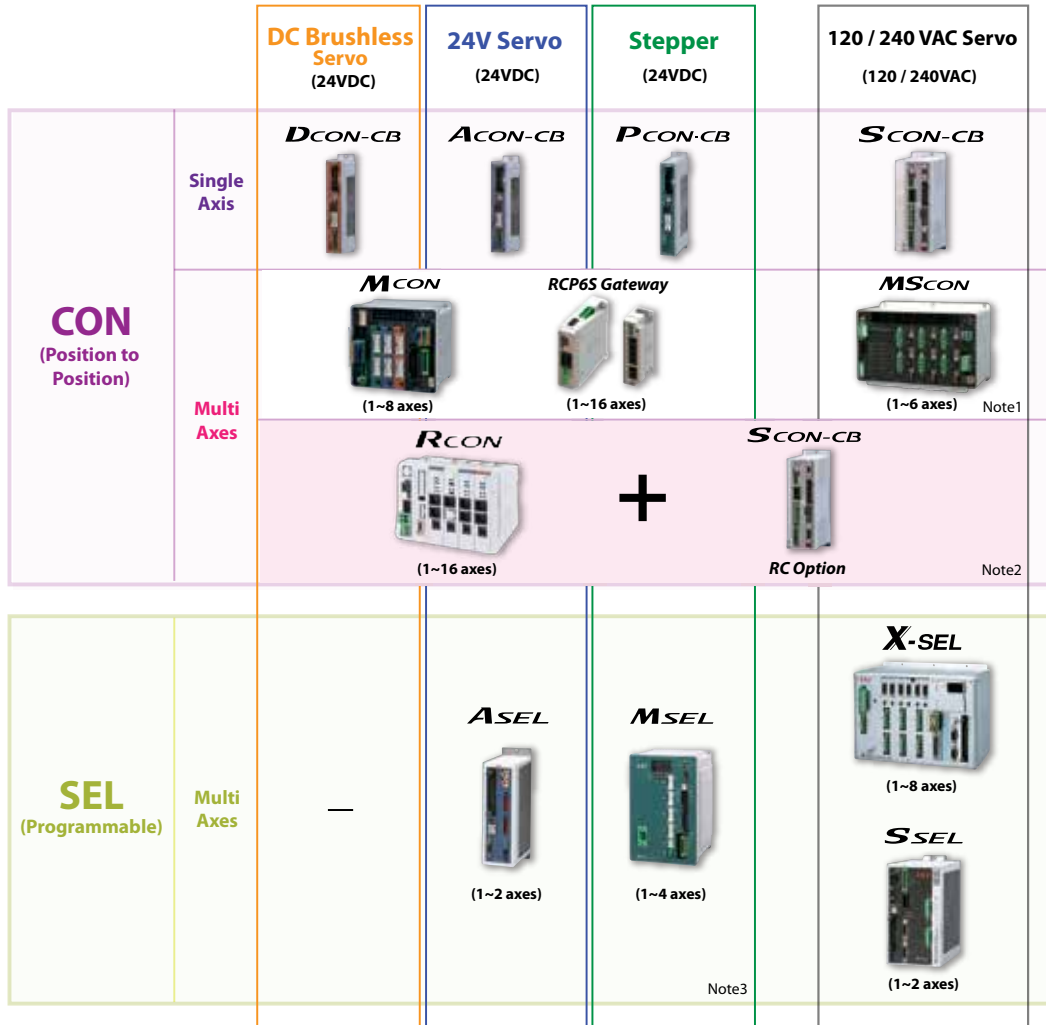 DC Brushless
Servo
(24VDC)
24V Servo
(24VDC)
Stepper
(24VDC)
120 / 240 VAC Servo
(120 / 240VAC)
CON
(Position to
Position)
Single
Axis
DCON-CB
ACON-CB
PCON·CB
SCON-CB
Multi
Axes
MCON
(1~8 axes)
RCP6S Gateway
(1~16 axes)
MSCON
(1~6 axes)
Note1
RCON
(1~16 axes)
+
SCON-CB
RC Option
Note2
SEL
(Programmable)
Multi
Axes
—
ASEL
(1~2 axes)
MSEL
(1~4 axes)
Note3
X-SEL
(1~8 axes)
SSEL
(1~2 axes)